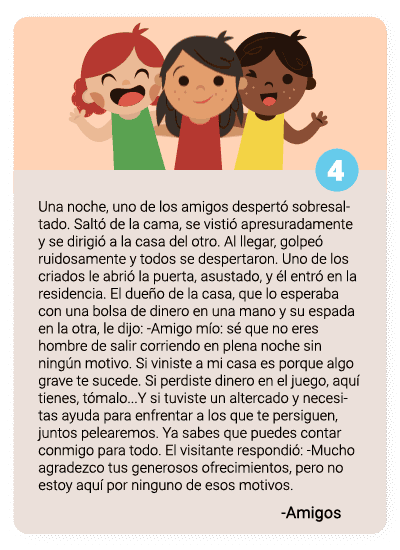 4
Una noche, uno de los amigos despertó sobresal-
tado. Saltó de la cama, se vistió apresuradamente
y se dirigió a la casa del otro. Al llegar, golpeó
ruidosamente y todos se despertaron. Uno de los
criados le abrió la puerta, asustado, y él entró en la
residencia. El dueño de la casa, que lo esperaba
con una bolsa de dinero en una mano y su espada
en la otra, le dijo: -Amigo mío: sé que no eres
hombre de salir corriendo en plena noche sin
ningún motivo. Si viniste a mi casa es porque algo
grave te sucede. Si perdiste dinero en el juego, aquí
tienes, tómalo...Y si tuviste un altercado y necesi-
tas ayuda para enfrentar a los que te persiguen,
juntos pelearemos. Ya sabes que puedes contar
conmigo para todo. El visitante respondió: -Mucho
agradezco tus generosos ofrecimientos, pero no
estoy aquí por ninguno de esos motivos.
-Amigos